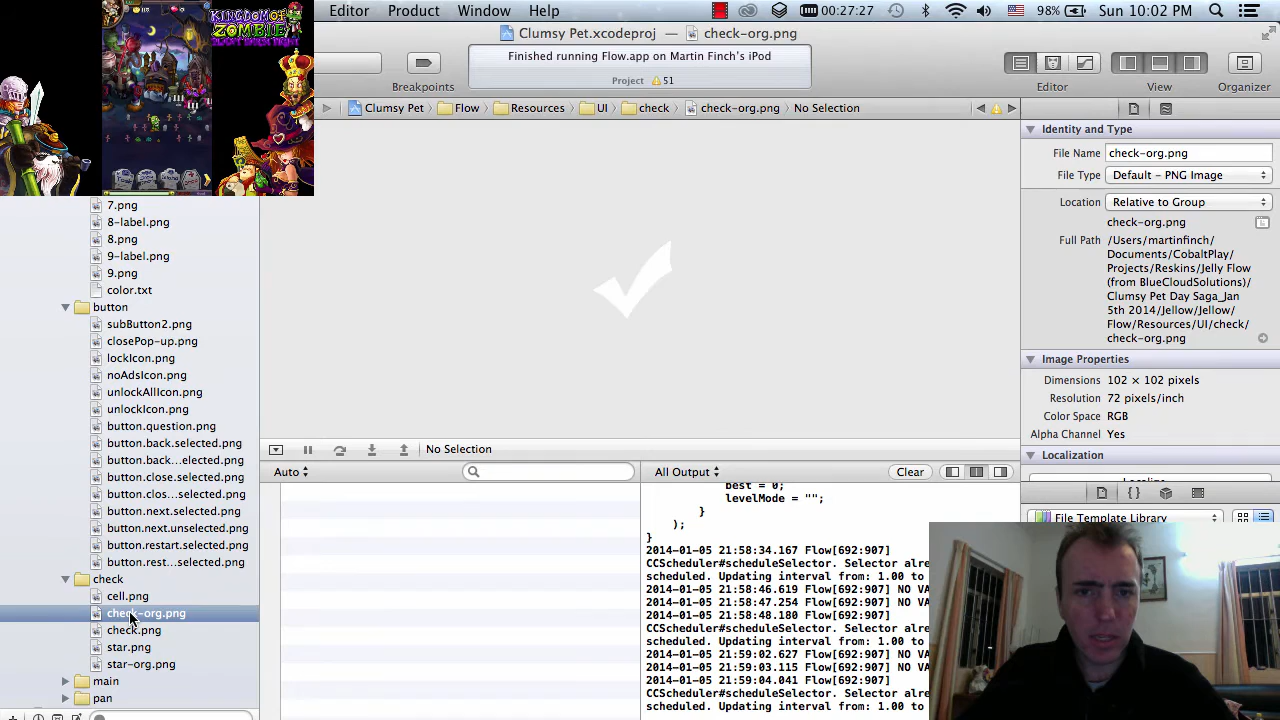 Editor Product Window Help 00:27:27 98% Sun 10:02 PM
KINGDOM OF
ZOMBIE
Clumsy Pet.xcodeproj — check-org.png
Finished running Flow.app on Martin Finch's iPod
Project 51
Breakpoints
Editor
View
Organizer
Clumsy Pet Flow Resources UI check check-org.png No Selection
7.png
8-label.png
8.png
9-label.png
9.png
color.txt
button
subButton2.png
closePop-up.png
lockIcon.png
noAdsIcon.png
unlockAllIcon.png
unlockIcon.png
button.question.png
button.back.selected.png
button.back...elected.png
button.close.selected.png
button.clos...selected.png
button.next.selected.png
button.next.unselected.png
button.restart.selected.png
button.rest...selected.png
check
cell.png
check-org.png
check.png
star.png
star-org.png
main
pan
Identity and Type
File Name check-org.png
File Type Default - PNG Image
Location Relative to Group
check-org.png
Full Path /Users/martinfinch/
Documents/CobaltPlay/
Projects/Reskins/Jelly Flow
(from BlueCloudSolutions)/
Clumsy Pet Day Saga_Jan
5th 2014/Jellow/Jellow/
Flow/Resources/UI/check/
check-org.png
Image Properties
Dimensions 102 × 102 pixels
Resolution 72 pixels/inch
Color Space RGB
Alpha Channel Yes
Localization
File Template Library
No Selection
Auto
All Output
Clear
best = 0;
levelMode = "";
}
);
}
2014-01-05 21:58:34.167 Flow[692:907]
CCScheduler#scheduleSelector. Selector alre
scheduled. Updating interval from: 1.00 to
2014-01-05 21:58:46.619 Flow[692:907] NO VA
2014-01-05 21:58:47.254 Flow[692:907] NO VA
2014-01-05 21:58:48.180 Flow[692:907]
CCScheduler#scheduleSelector. Selector alre
scheduled. Updating interval from: 1.00 to
2014-01-05 21:59:02.627 Flow[692:907] NO VA
2014-01-05 21:59:03.115 Flow[692:907] NO VA
2014-01-05 21:59:04.041 Flow[692:907]
CCScheduler#scheduleSelector. Selector alre
scheduled. Updating interval from: 1.00 to